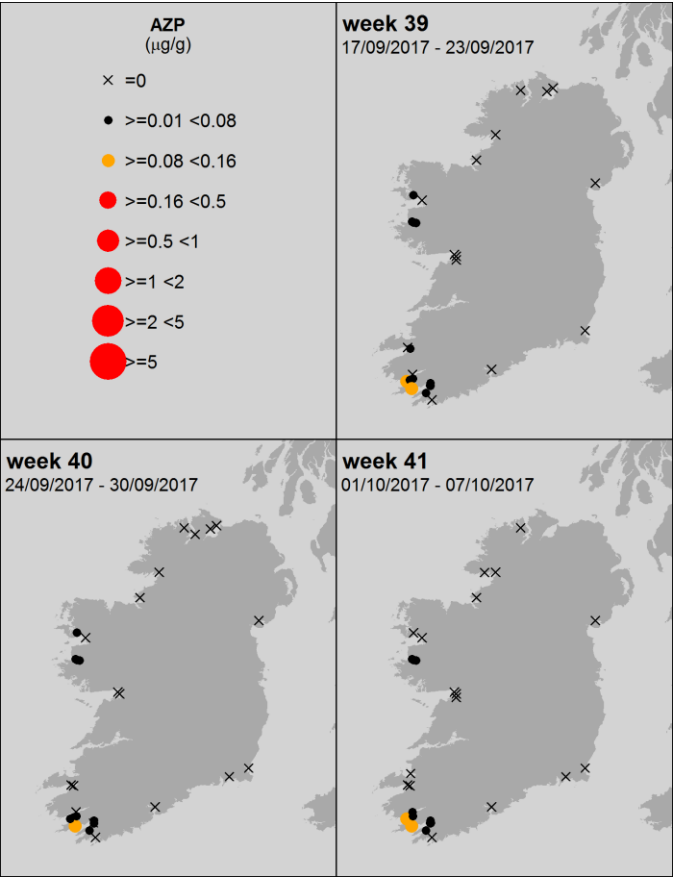 AZP
(µg/g)
=0
>=0.01 <0.08
>=0.08 <0.16
>=0.16 <0.5
>=0.5 <1
>=1 <2
>=2 <5
>=5
week 39
17/09/2017 - 23/09/2017
week 40
24/09/2017 - 30/09/2017
week 41
01/10/2017 - 07/10/2017